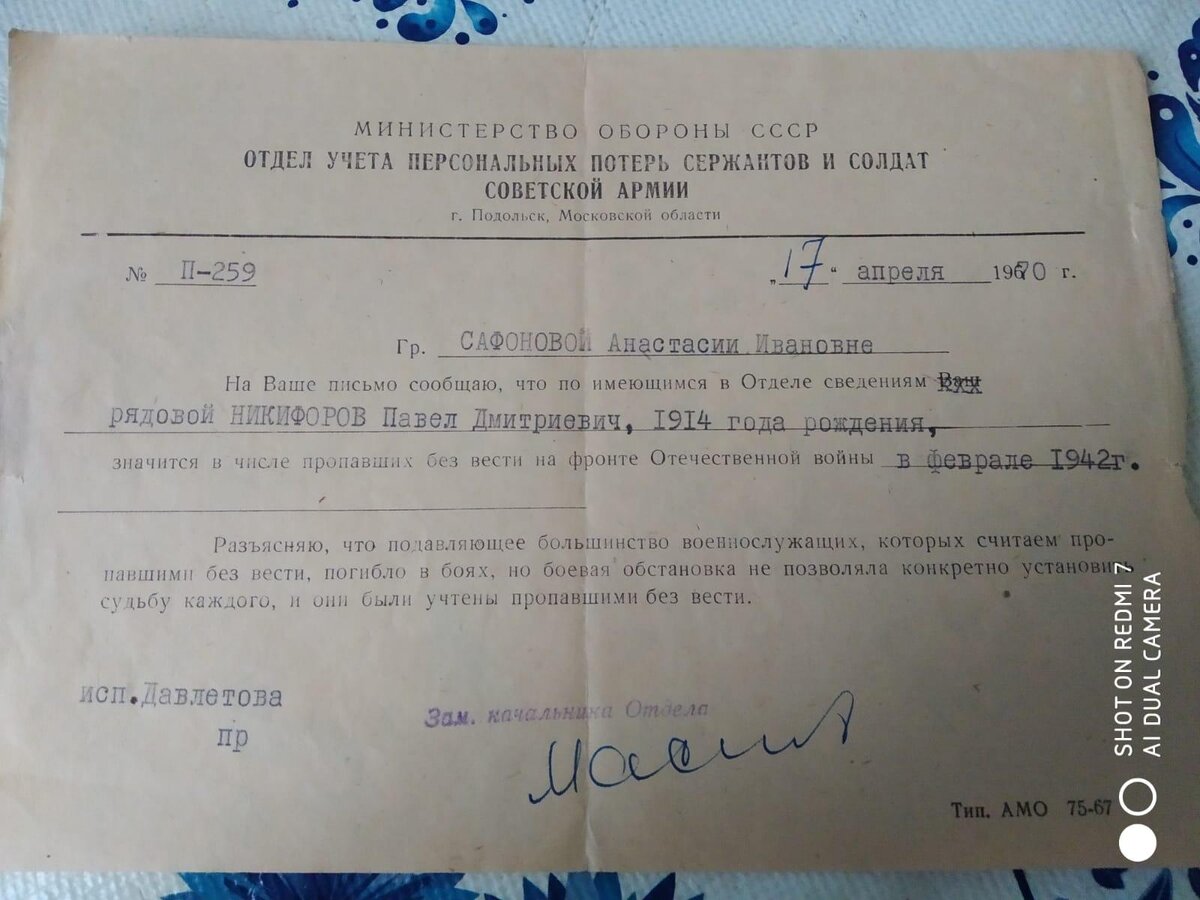 МИНИСТЕРСТВО ОБОРОНЫ СССР
ОТДЕЛ УЧЕТА ПЕРСОНАЛЬНЫХ ПОТЕРЬ СЕРЖАНТОВ И СОЛДАТ
СОВЕТСКОЙ АРМИИ
г. Подольск, Московской области
№ П-259 „17“ апреля 1970 г.
Гр. САФОНОВОЙ Анастасии Ивановне
На Ваше письмо сообщаю, что по имеющимся в Отделе сведениям Ваш
рядовой НИКИФОРОВ Павел Дмитриевич, 1914 года рождения,
значится в числе пропавших без вести на фронте Отечественной войны в феврале 1942г.
Разъясняю, что подавляющее большинство военнослужащих, которых считаем про-
павшими без вести, погибло в боях, но боевая обстановка не позволяла конкретно установить
судьбу каждого, и они были учтены пропавшими без вести.
исп.Давлетова
пр
Зам. начальника Отдела
Тип. АМО 75-67
SHOT ON REDMI 7
AI DUAL CAMERA